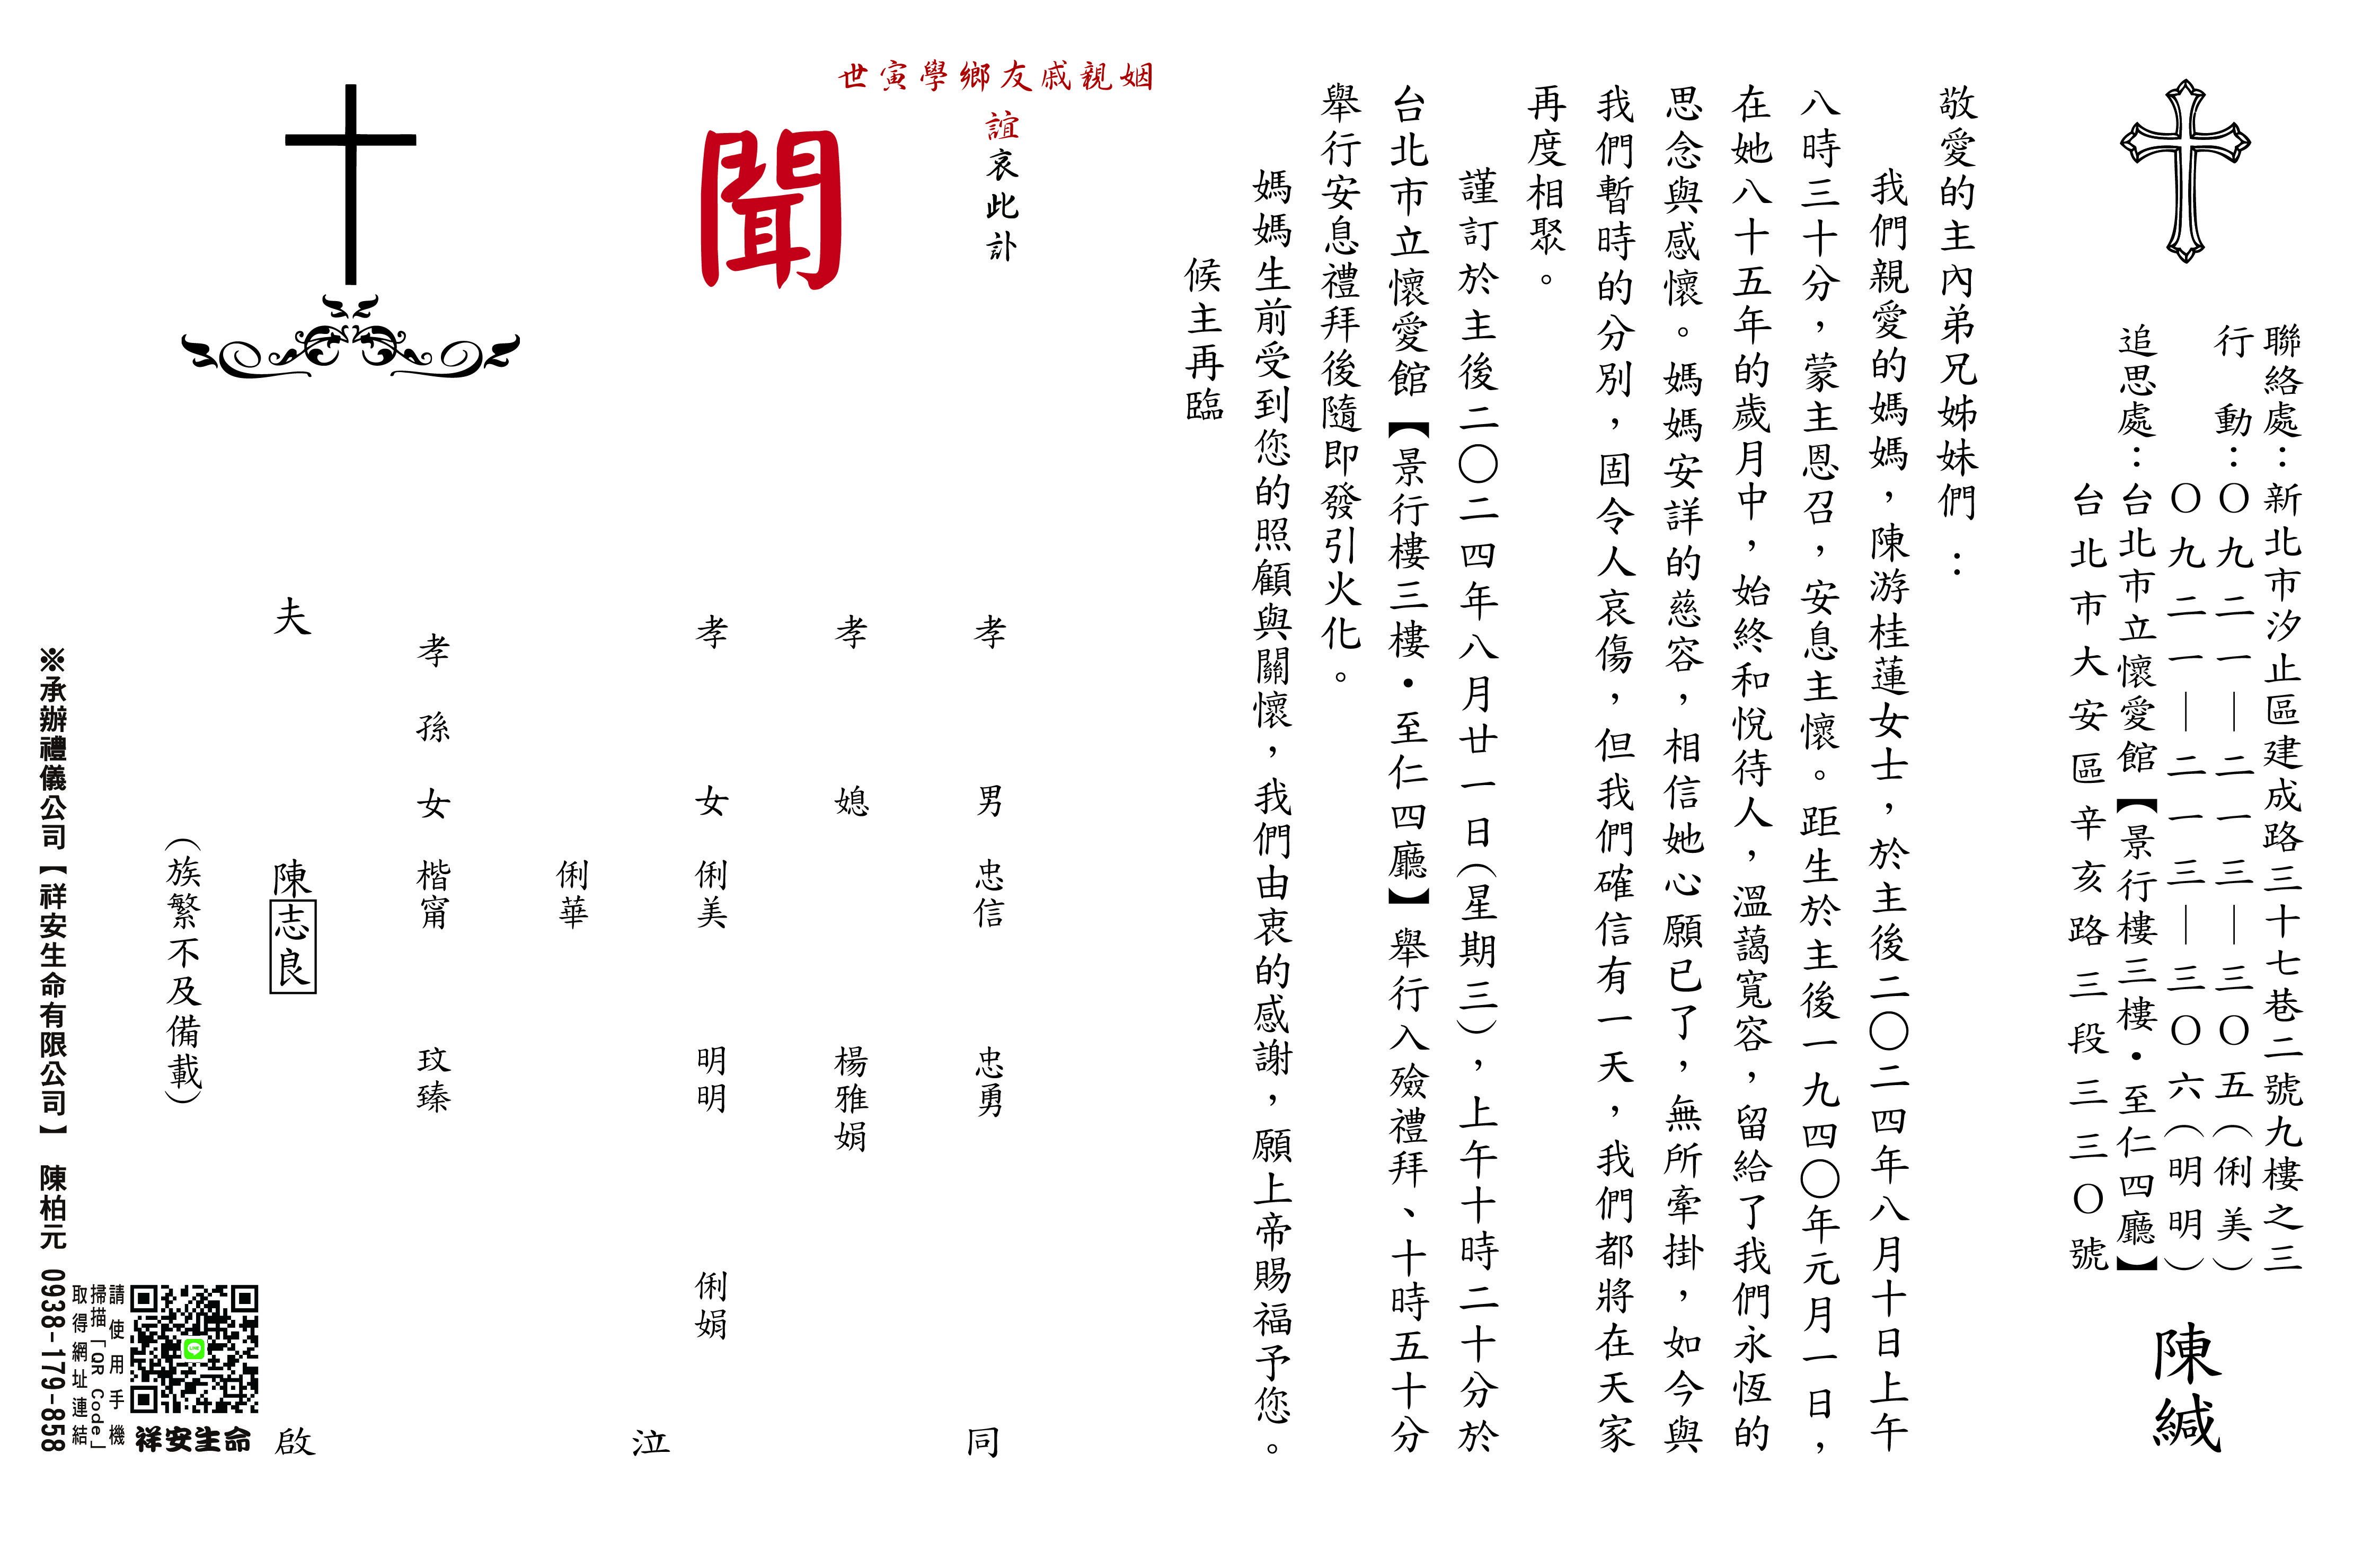 聯絡處：新北市汐止區建成路三十七巷二號九樓之三
行　動：〇九二一｜二一三｜三〇五（俐美）
〇九二一｜二一三｜三〇六（明明）
追思處：台北市立懷愛館【景行樓三樓・至仁四廳】
台北市大安區辛亥路三段三三〇號
陳緘
敬愛的主內弟兄姊妹們：
我們親愛的媽媽，陳游桂蓮女士，於主後二〇二四年八月十日上午
八時三十分，蒙主恩召，安息主懷。距生於主後一九四〇年元月一日，
在她八十五年的歲月中，始終和悅待人，溫藹寬容，留給了我們永恆的
思念與感懷。媽媽安詳的慈容，相信她心願已了，無所牽掛，如今與
我們暫時的分別，固令人哀傷，但我們確信有一天，我們都將在天家
再度相聚。
謹訂於主後二〇二四年八月廿一日（星期三），上午十時二十分於
台北市立懷愛館【景行樓三樓・至仁四廳】舉行入殮禮拜、十時五十分
舉行安息禮拜後隨即發引火化。
媽媽生前受到您的照顧與關懷，我們由衷的感謝，願上帝賜福予您。
候主再臨
姻親戚友鄉學寅世
誼哀此訃
聞
孝　男　忠信　忠勇　同
孝　媳　楊雅娟
孝　女　俐美　明明　俐娟
泣
俐華
孝孫女　楷甯　玟臻
夫　陳志良　啟
（族繁不及備載）
請使用手機
掃描「QR Code」
取得網址連結
祥安生命
※承辦禮儀公司【祥安生命有限公司】　陳柏元 0938-179-858